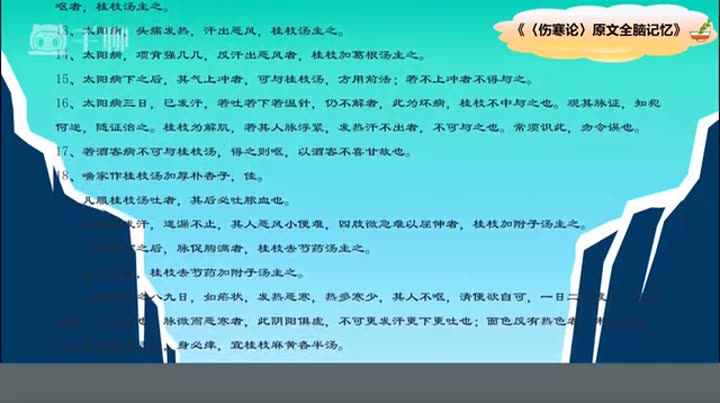 呕者，桂枝汤主之。
《〈伤寒论〉原文全脑记忆》
13、太阳病，头痛发热，汗出恶风，桂枝汤主之。
14、太阳病，项背强几几，反汗出恶风者，桂枝加葛根汤主之。
15、太阳病下之后，其气上冲者，可与桂枝汤，方用前法；若不上冲者不得与之。
16、太阳病三日，已发汗，若吐若下若温针，仍不解者，此为坏病，桂枝不中与之也。观其脉证，知犯
何逆，随证治之。桂枝为解肌，若其人脉浮紧，发热汗不出者，不可与之也。常须识此，勿令误也。
17、若酒客病不可与桂枝汤，得之则呕，以酒客不喜甘故也。
18、喘家作桂枝汤加厚朴杏子，佳。
凡服桂枝汤吐者，其后必吐脓血也。
汗，遂漏不止，其人恶风小便难，四肢微急难以屈伸者，桂枝加附子汤主之。
之后，脉促胸满者，桂枝去芍药汤主之。
桂枝去芍药加附子汤主之。
八九日，如疟状，发热恶寒，热多寒少，其人不呕，清便欲自可，一日二
脉微而恶寒者，此阴阳俱虚，不可更发汗更下更吐也；面色反有热色者
身必痒，宜桂枝麻黄各半汤。